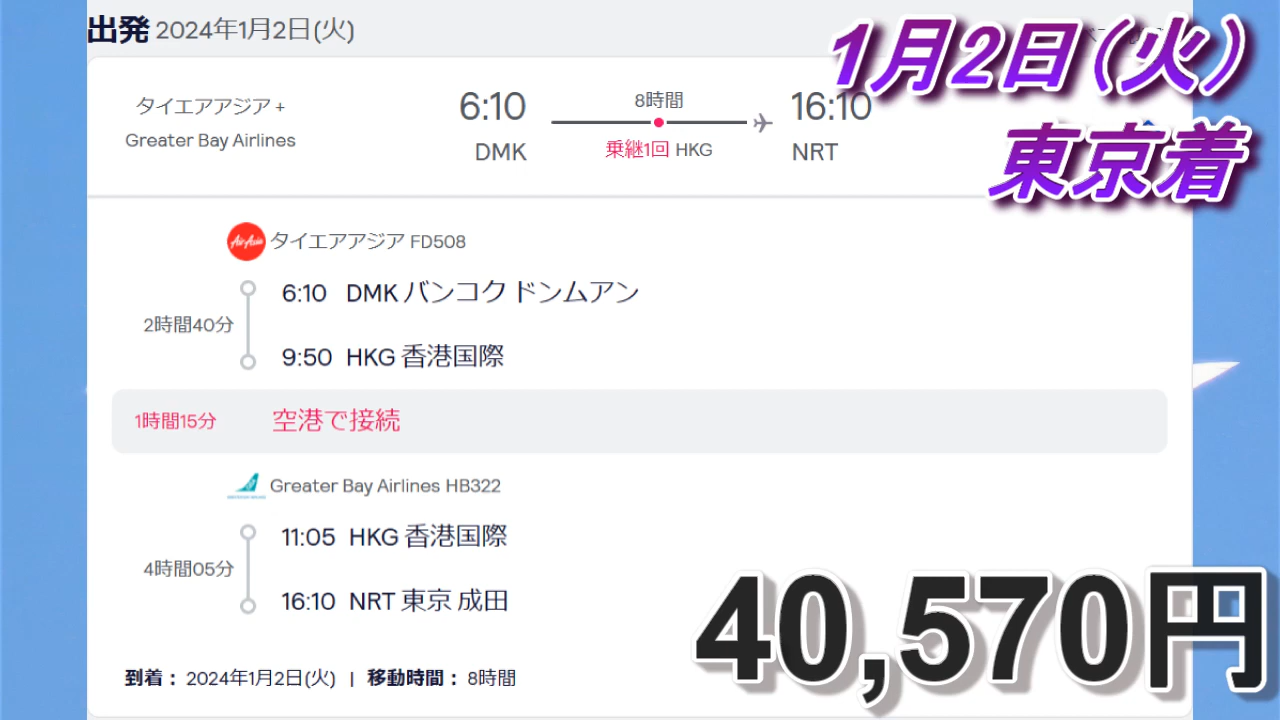 出発 2024年1月2日(火)
1月2日(火)
東京着
タイエアアジア +
Greater Bay Airlines
6:10
DMK
8時間
乗継1回 HKG
16:10
NRT
AirAsia タイエアアジア FD508
6:10 DMK バンコク ドンムアン
2時間40分
9:50 HKG 香港国際
1時間15分 空港で接続
Greater Bay Airlines HB322
11:05 HKG 香港国際
4時間05分
16:10 NRT 東京 成田
40,570円
到着： 2024年1月2日(火) | 移動時間： 8時間